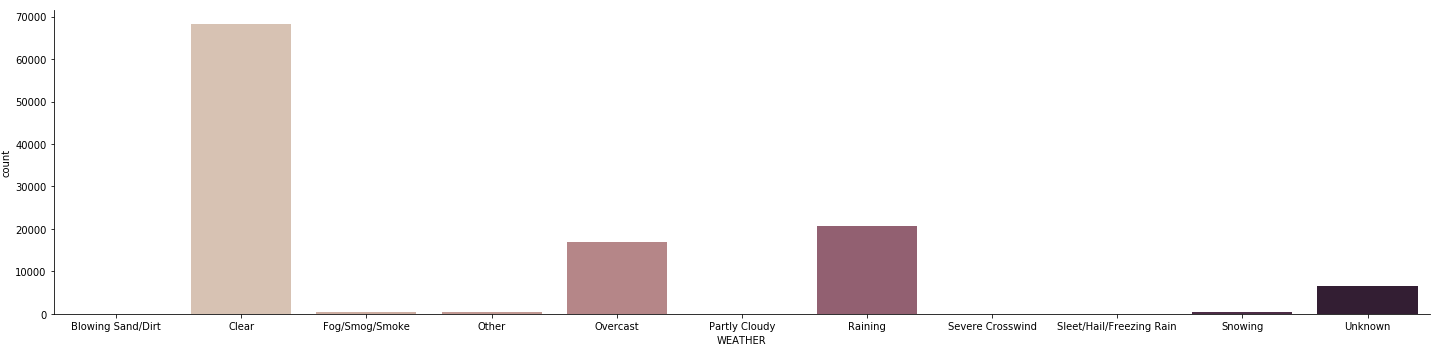 70000
60000
50000
40000
30000
20000
10000
0
count
Blowing Sand/Dirt Clear Fog/Smog/Smoke Other Overcast Partly Cloudy Raining Severe Crosswind Sleet/Hail/Freezing Rain Snowing Unknown
WEATHER